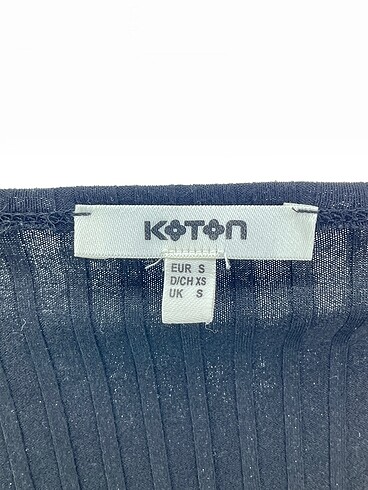 KOTON
EUR S
D/CH XS
UK S